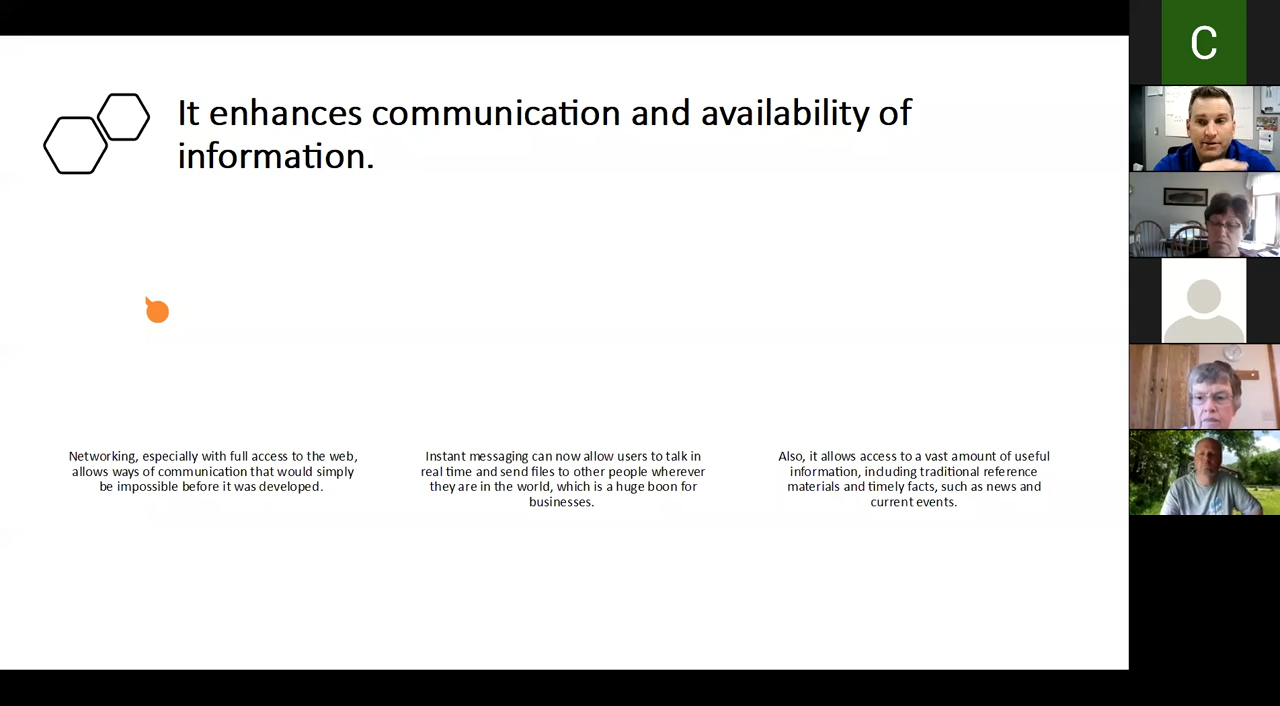 It enhances communication and availability of
information.
Networking, especially with full access to the web,
allows ways of communication that would simply
be impossible before it was developed.
Instant messaging can now allow users to talk in
real time and send files to other people wherever
they are in the world, which is a huge boon for
businesses.
Also, it allows access to a vast amount of useful
information, including traditional reference
materials and timely facts, such as news and
current events.
C